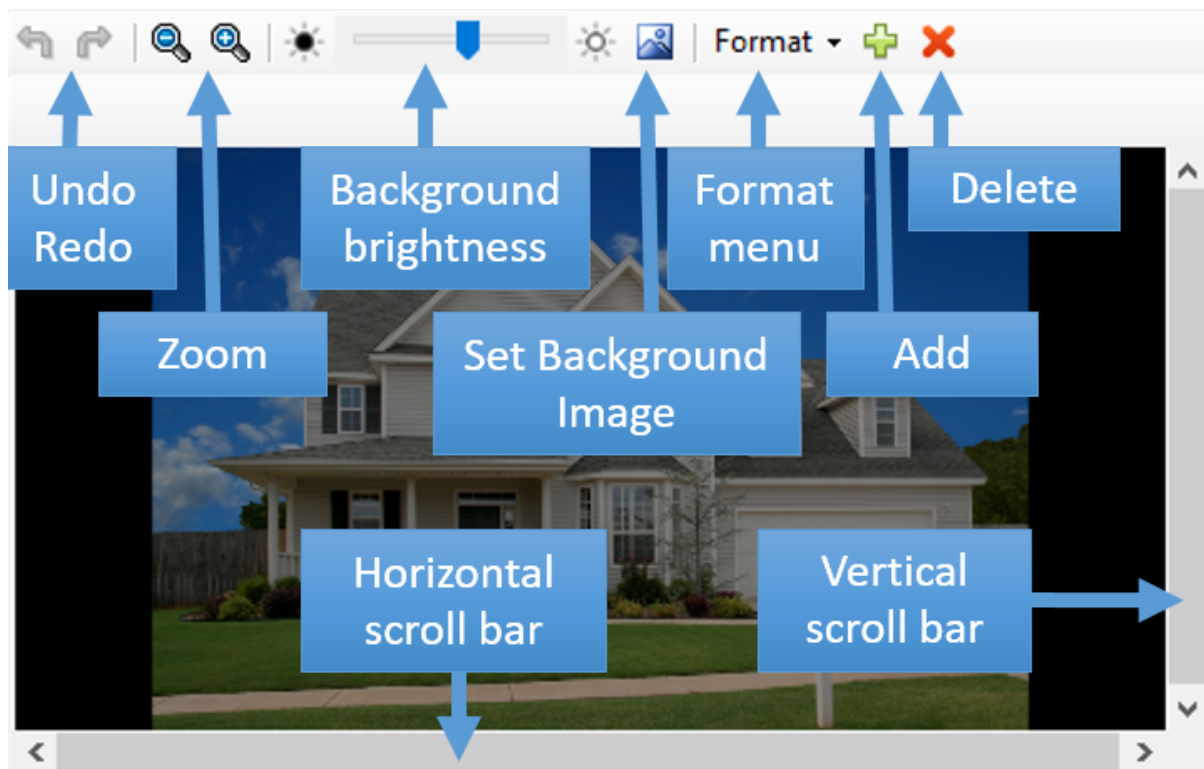 Format
Undo
Redo
Background
brightness
Format
menu
Delete
Zoom
Set Background
Image
Add
Horizontal
scroll bar
Vertical
scroll bar